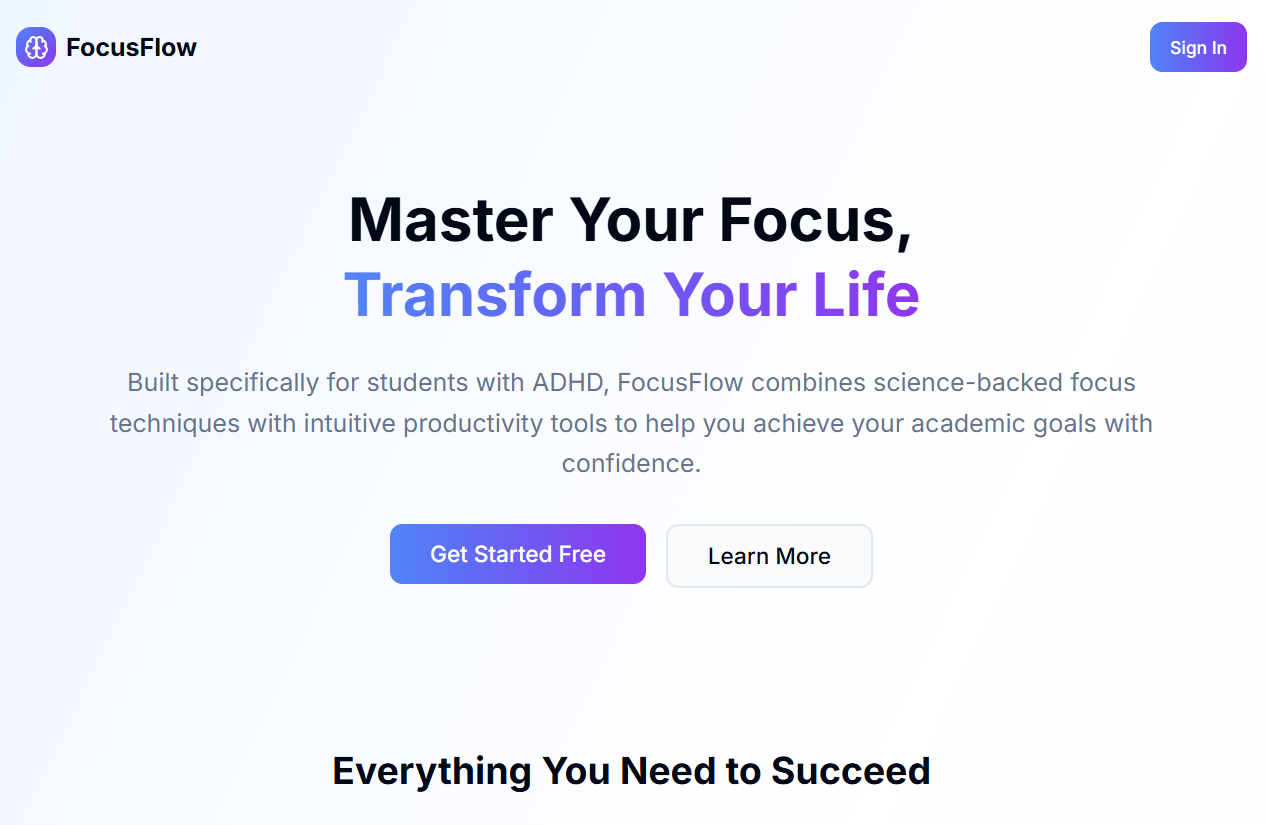 FocusFlow
Sign In
Master Your Focus,
Transform Your Life
Built specifically for students with ADHD, FocusFlow combines science-backed focus
techniques with intuitive productivity tools to help you achieve your academic goals with
confidence.
Get Started Free
Learn More
Everything You Need to Succeed